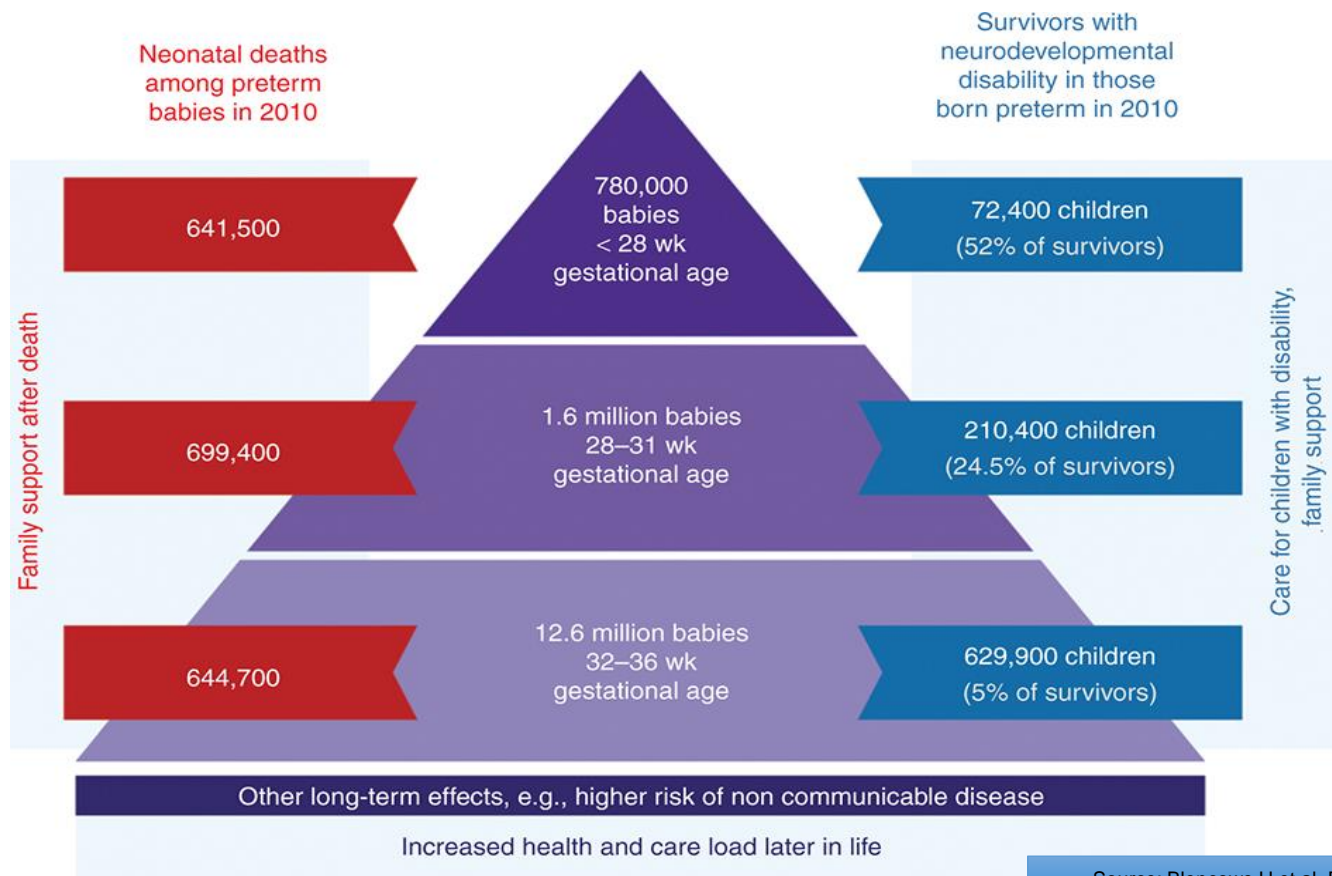 Neonatal deaths
among preterm
babies in 2010
Survivors with
neurodevelopmental
disability in those
born preterm in 2010
Family support after death
641,500
780,000
babies
< 28 wk
gestational age
72,400 children
(52% of survivors)
699,400
1.6 million babies
28–31 wk
gestational age
210,400 children
(24.5% of survivors)
644,700
12.6 million babies
32–36 wk
gestational age
629,900 children
(5% of survivors)
Care for children with disability,
.family support
Other long-term effects, e.g., higher risk of non communicable disease
Increased health and care load later in life